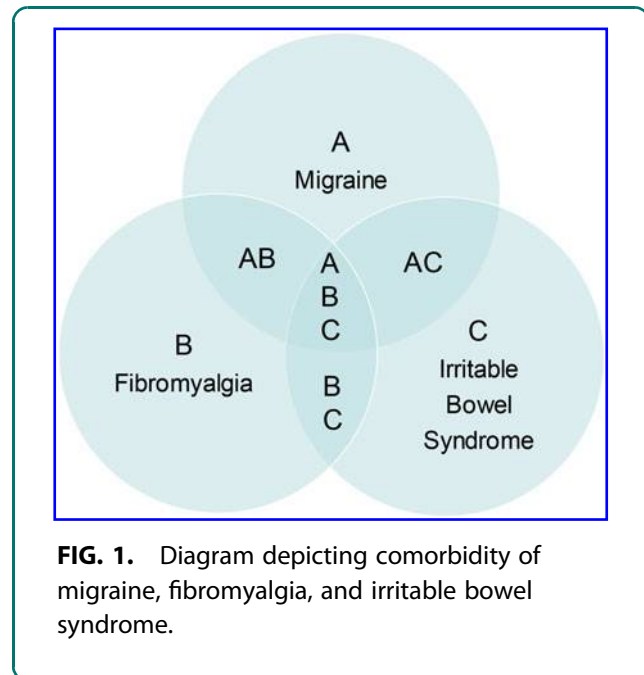 A
Migraine
AB
A
B
C
AC
B
Fibromyalgia
B
C
C
Irritable
Bowel
Syndrome
FIG. 1. Diagram depicting comorbidity of
migraine, fibromyalgia, and irritable bowel
syndrome.